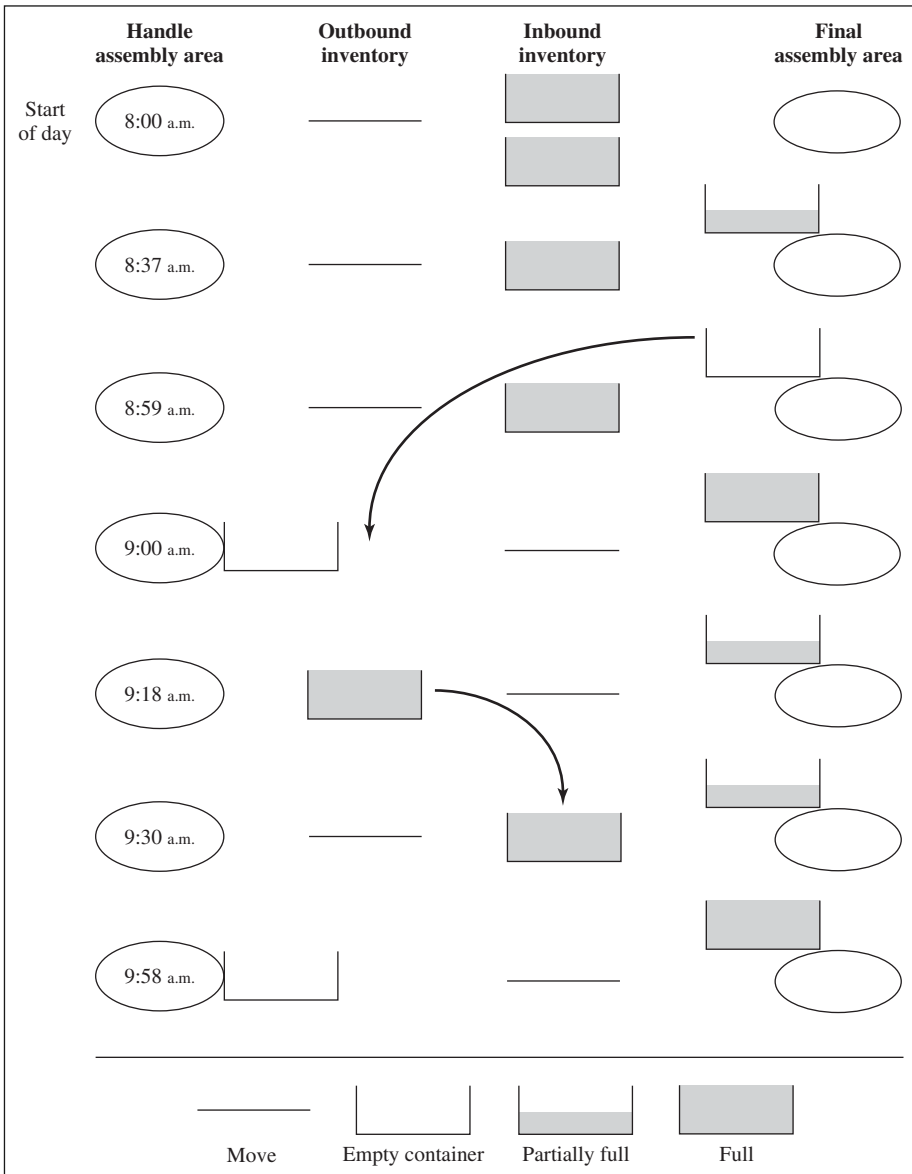 Handle
assembly area
Outbound
inventory
Inbound
inventory
Final
assembly area
Start
of day
8:00 a.m.
8:37 a.m.
8:59 a.m.
9:00 a.m.
9:18 a.m.
9:30 a.m.
9:58 a.m.
Move
Empty container
Partially full
Full